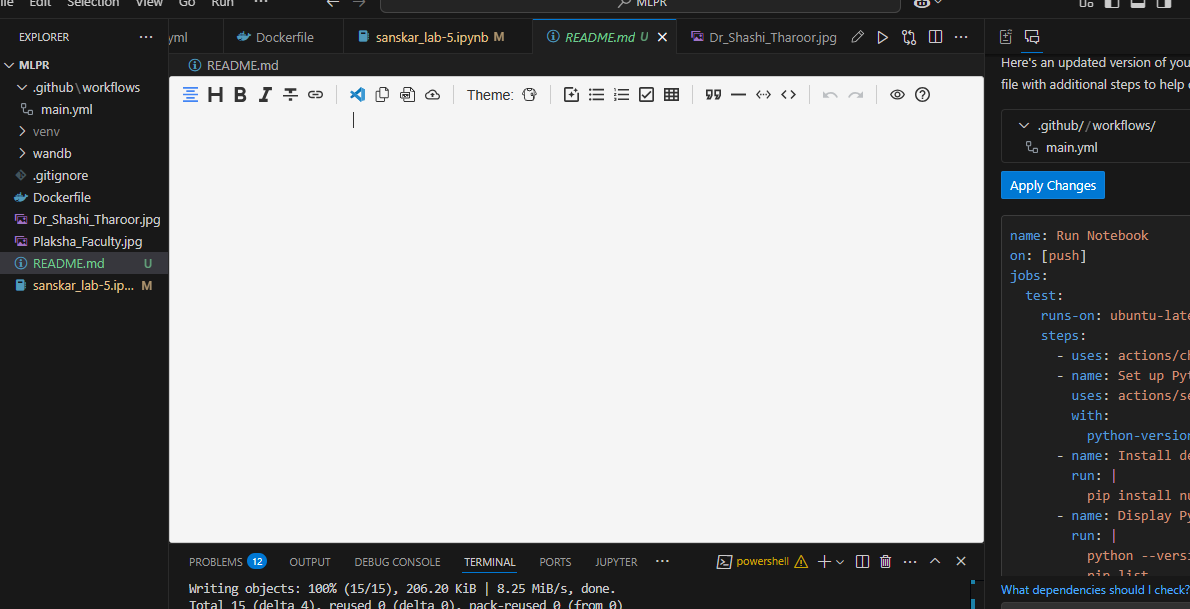 Edit Selection View Go Run ···
MLPR
EXPLORER ···
yml
Dockerfile
sanskar_lab-5.ipynb M
README.md U
Dr_Shashi_Tharoor.jpg
···
MLPR
.github\workflows
main.yml
venv
wandb
.gitignore
Dockerfile
Dr_Shashi_Tharoor.jpg
Plaksha_Faculty.jpg
README.md U
sanskar_lab-5.ip... M
README.md
H B I Theme:
PROBLEMS 12 OUTPUT DEBUG CONSOLE TERMINAL PORTS JUPYTER ··· powershell ···
Writing objects: 100% (15/15), 206.20 KiB | 8.25 MiB/s, done.
Total 15 (delta 4), reused 0 (delta 0), pack-reused 0 (from 0)
Here's an updated version of you
file with additional steps to help
.github//workflows/
main.yml
Apply Changes
name: Run Notebook
on: [push]
jobs:
test:
runs-on: ubuntu-late
steps:
- uses: actions/ch
- name: Set up Pyt
uses: actions/se
with:
python-version
- name: Install de
run: |
pip install nu
- name: Display Py
run: |
python --versi
pip list
What dependencies should I check?